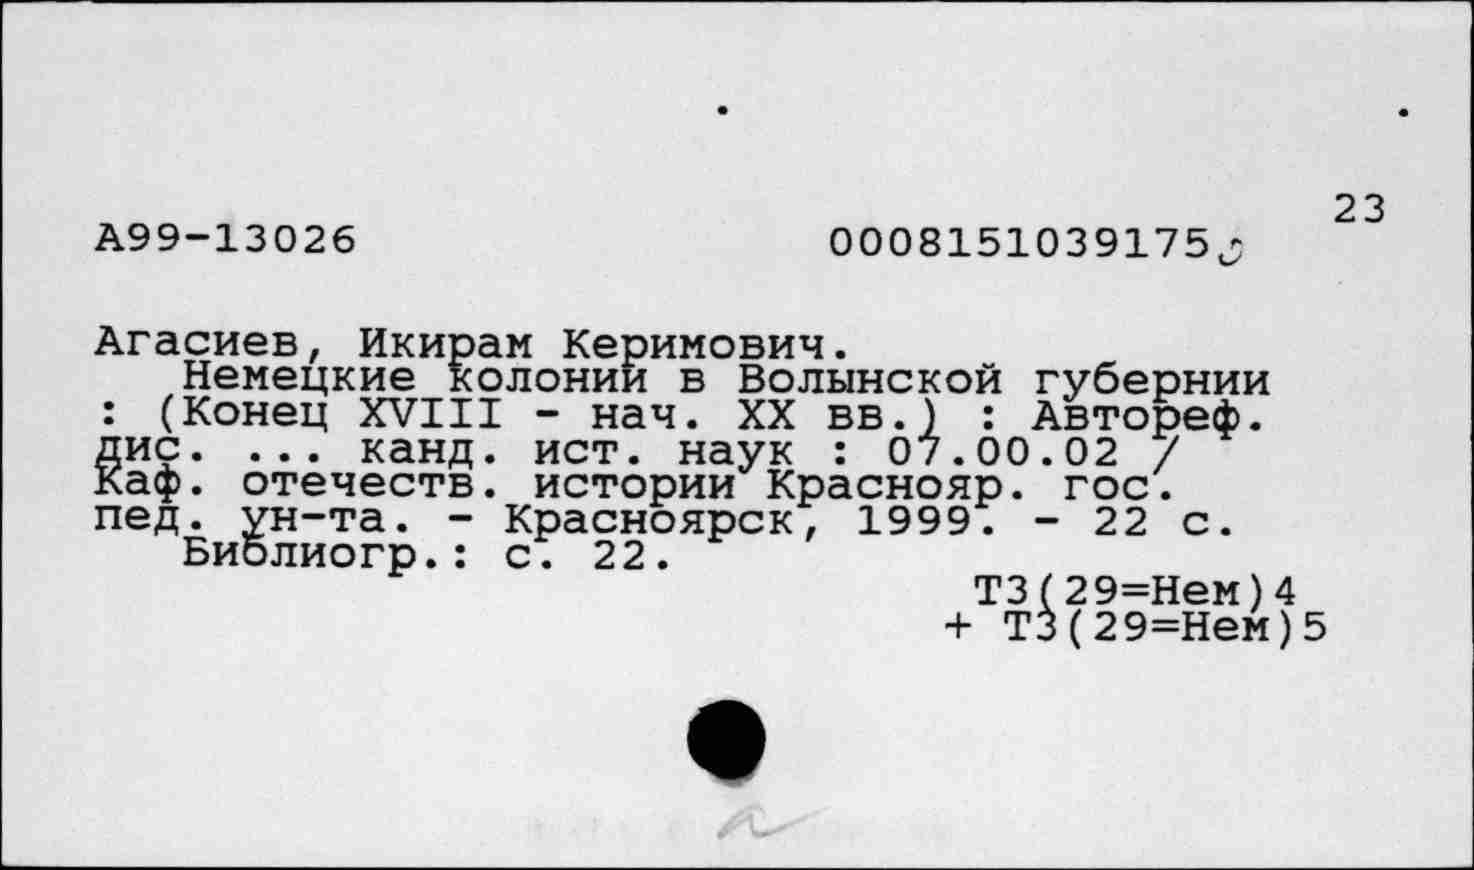 23
А99-13026 0008151039175
Агасиев, Икирам Керимович.
Немецкие колонии в Волынской губернии
: (Конец XVIII - нач. XX вв.) : Автореф.
дис. ... канд. ист. наук : 07.00.02 /
Каф. отечеств. истории Краснояр. гос.
пед. ун-та. - Красноярск, 1999. - 22 с.
Библиогр.: с. 22.
Т3(29=Нем)4
+ Т3(29=Нем)5